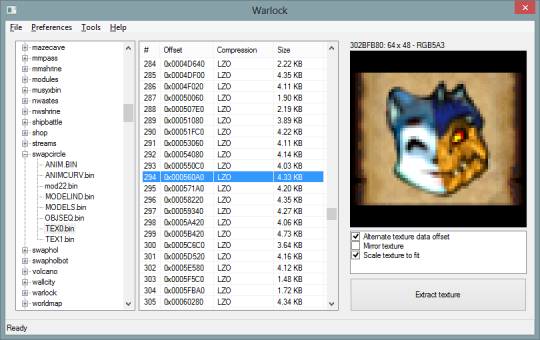 Warlock
File Preferences Tools Help
mazecave
mmpass
mmshrine
modules
musyxbin
nwastes
nwshrine
shipbattle
shop
streams
swapcircle
ANIM.BIN
ANIMCURV.bin
mod22.bin
MODELIND.bin
MODELS.bin
OBJSEQ.bin
TEX0.bin
TEX1.bin
swaphol
swapholbot
volcano
wallcity
warlock
worldmap
# Offset Compression Size
284 0x0004D640 LZO 2.22 KB
285 0x0004DF00 LZO 4.35 KB
286 0x0004F020 LZO 4.11 KB
287 0x00050060 LZO 1.90 KB
288 0x000507E0 LZO 2.19 KB
289 0x00051080 LZO 3.89 KB
290 0x00051FC0 LZO 4.22 KB
291 0x00053060 LZO 4.11 KB
292 0x00054080 LZO 4.14 KB
293 0x000550C0 LZO 4.03 KB
294 0x000560A0 LZO 4.33 KB
295 0x000571A0 LZO 4.20 KB
296 0x00058220 LZO 4.35 KB
297 0x00059340 LZO 4.27 KB
298 0x0005A420 LZO 4.06 KB
299 0x0005B420 LZO 4.73 KB
300 0x0005C6C0 LZO 3.64 KB
301 0x0005D520 LZO 4.16 KB
302 0x0005E580 LZO 4.12 KB
303 0x0005F5C0 LZO 1.48 KB
304 0x0005FBA0 LZO 1.72 KB
305 0x00060280 LZO 4.34 KB
302BFB80: 64 x 48 - RGB5A3
Alternate texture data offset
Mirror texture
Scale texture to fit
Extract texture
Ready